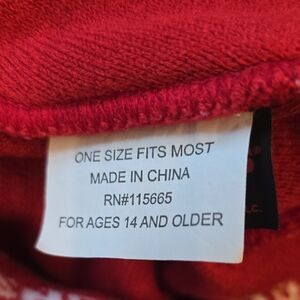 ONE SIZE FITS MOST
MADE IN CHINA
RN#115665
FOR AGES 14 AND OLDER